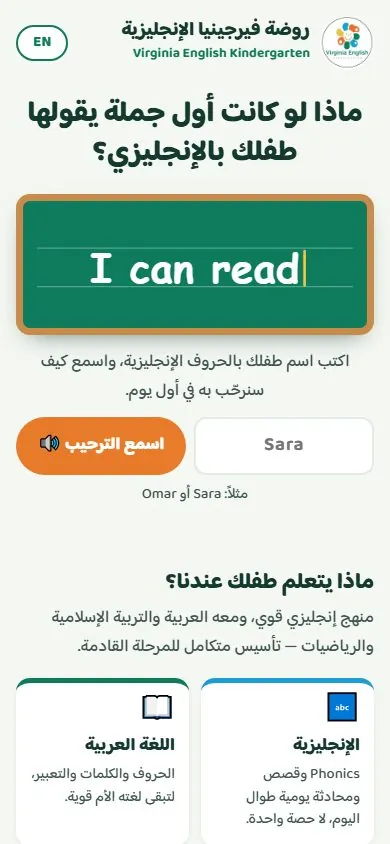 روضة فيرجينيا الإنجليزية
Virginia English Kindergarten
Virginia English
EN
ماذا لو كانت أول جملة يقولها
طفلك بالإنجليزي؟
I can read
اكتب اسم طفلك بالحروف الإنجليزية، واسمع كيف
سنرحّب به في أول يوم.
Sara
اسمع الترحيب 🔊
مثلاً: Sara أو Omar
ماذا يتعلم طفلك عندنا؟
منهج إنجليزي قوي، ومعه العربية والتربية الإسلامية
والرياضيات — تأسيس متكامل للمرحلة القادمة.
abc
الإنجليزية
Phonics وقصص
ومحادثة يومية طوال
اليوم، لا حصة واحدة.
اللغة العربية
الحروف والكلمات والتعبير،
لتبقى لغته الأم قوية.